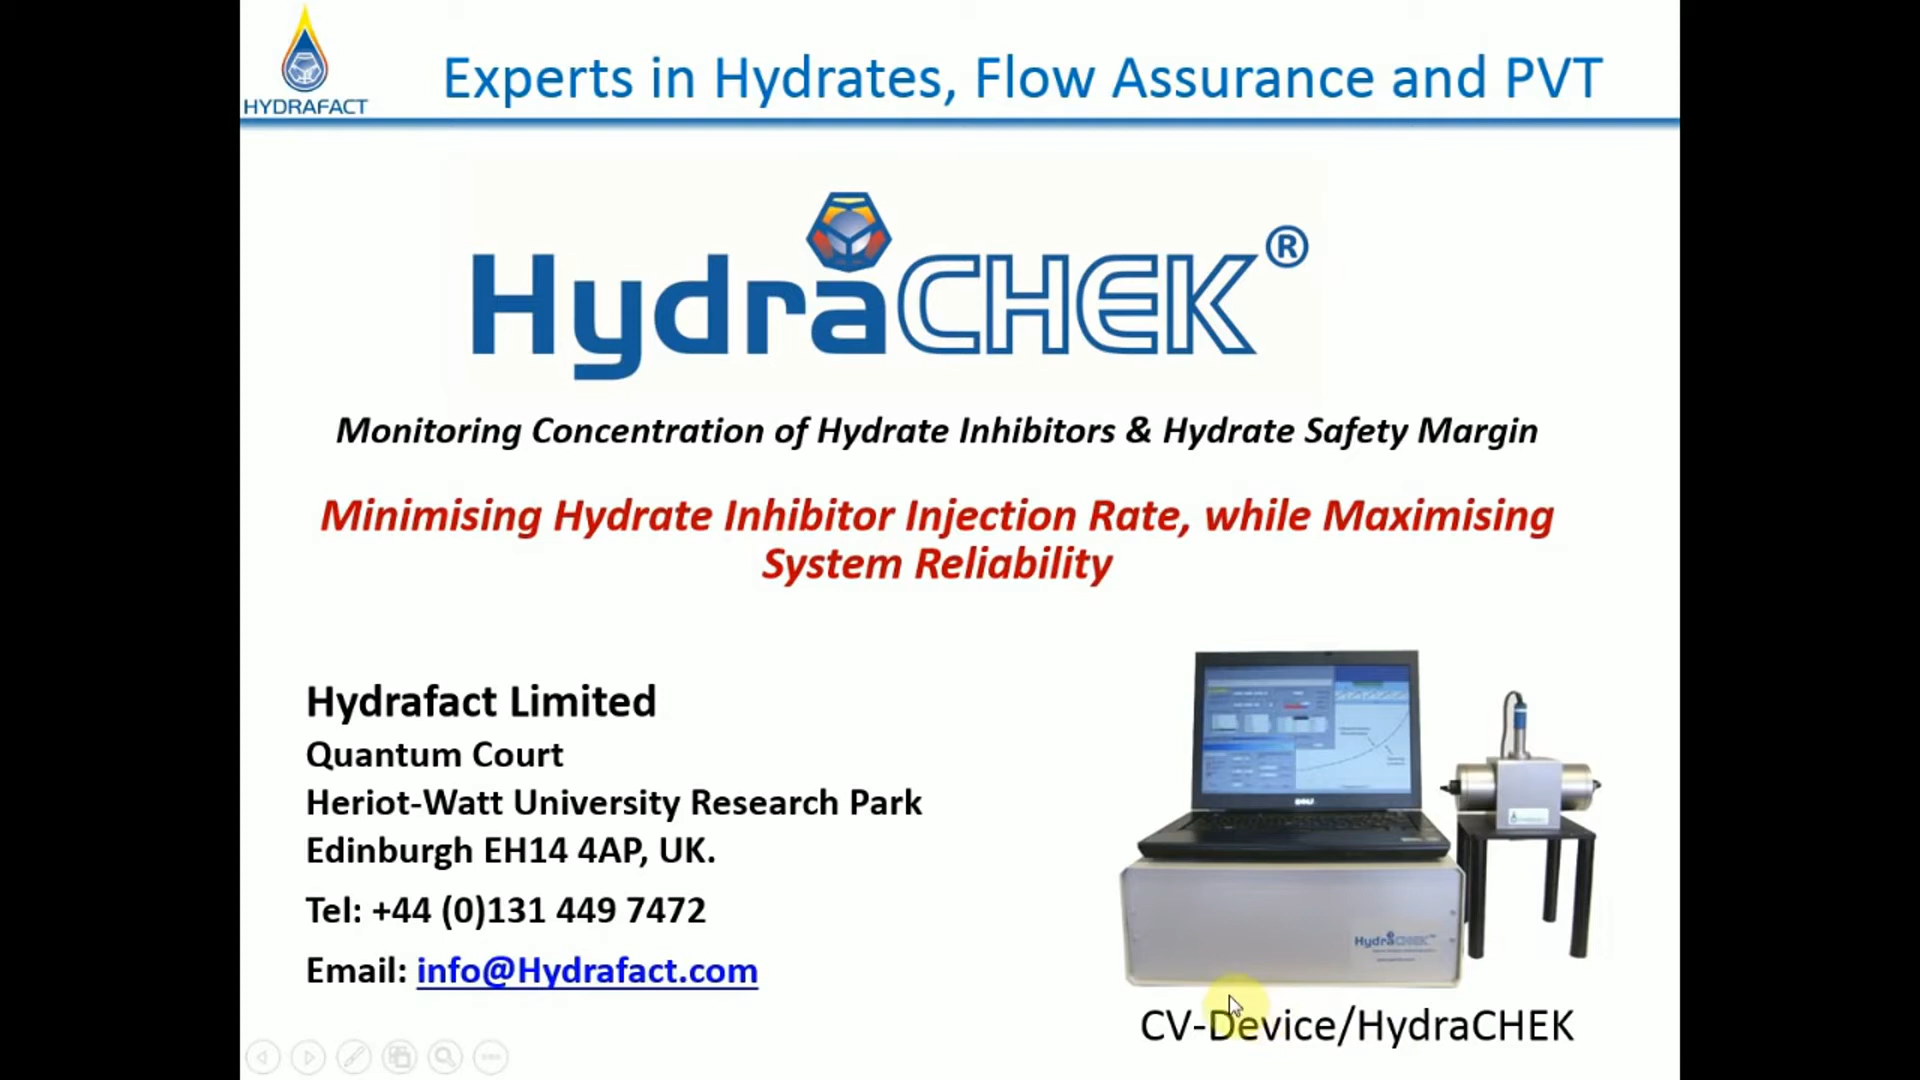 HYDRAFACT
Experts in Hydrates, Flow Assurance and PVT
HydraCHEK®
Monitoring Concentration of Hydrate Inhibitors & Hydrate Safety Margin
Minimising Hydrate Inhibitor Injection Rate, while Maximising
System Reliability
Hydrafact Limited
Quantum Court
Heriot-Watt University Research Park
Edinburgh EH14 4AP, UK.
Tel: +44 (0)131 449 7472
Email: info@Hydrafact.com
DELL
HydraCHEK™
CV-Device/HydraCHEK